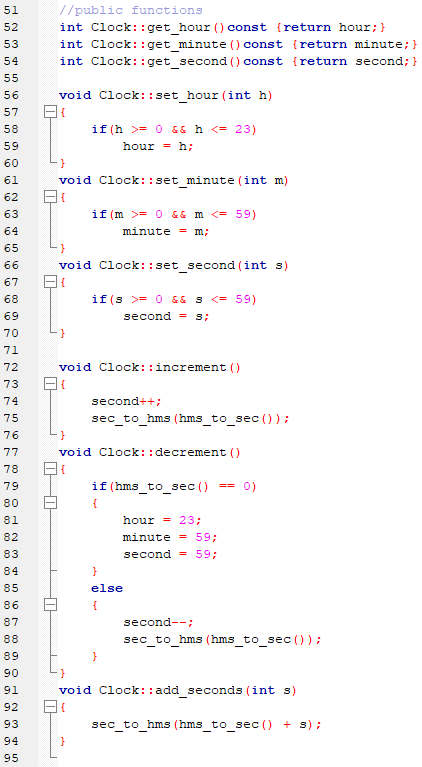 51 //public functions
52 int Clock::get_hour()const {return hour;}
53 int Clock::get_minute()const {return minute;}
54 int Clock::get_second()const {return second;}
55
56 void Clock::set_hour(int h)
57 {
58 if(h >= 0 && h <= 23)
59 hour = h;
60 }
61 void Clock::set_minute(int m)
62 {
63 if(m >= 0 && m <= 59)
64 minute = m;
65 }
66 void Clock::set_second(int s)
67 {
68 if(s >= 0 && s <= 59)
69 second = s;
70 }
71
72 void Clock::increment()
73 {
74 second++;
75 sec_to_hms(hms_to_sec());
76 }
77 void Clock::decrement()
78 {
79 if(hms_to_sec() == 0)
80 {
81 hour = 23;
82 minute = 59;
83 second = 59;
84 }
85 else
86 {
87 second--;
88 sec_to_hms(hms_to_sec());
89 }
90 }
91 void Clock::add_seconds(int s)
92 {
93 sec_to_hms(hms_to_sec() + s);
94 }
95